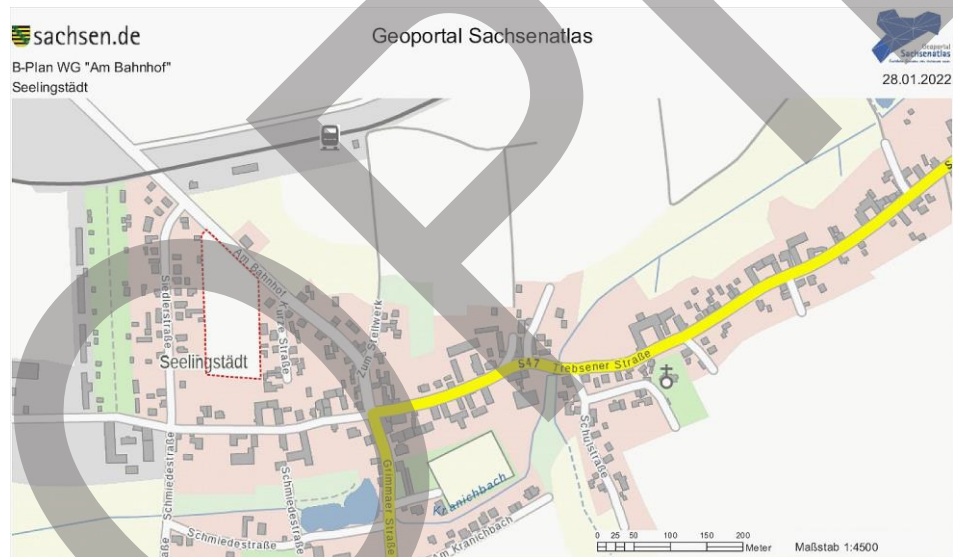 sachsen.de
Geoportal Sachsenatlas
Geoportal
Sachsenatlas
B-Plan WG "Am Bahnhof"
Seelingstädt
28.01.2022
Am Bahnhof
Kurze Straße
Siedlerstraße
Zum Stellwerk
Seelingstädt
S47 Trebsener Straße
Schmiedestraße
Schmiedestraße
Schmiedestraße
Grimmaer Straße
Schulstraße
Kranichbach
Am Kranichbach
0 25 50 100 150 200
Meter
Maßstab 1:4500